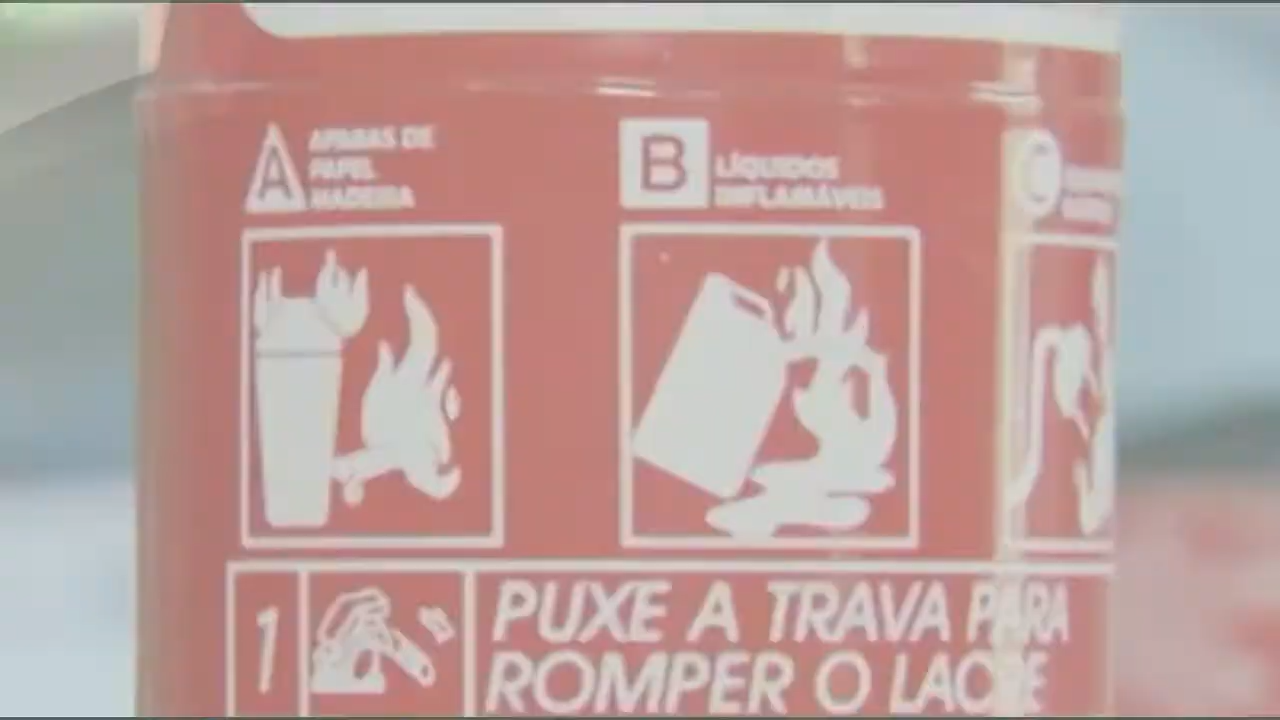 A
APARAS DE
PAPEL
MADEIRA
B
LÍQUIDOS
INFLAMÁVEIS
C
1
PUXE A TRAVA PARA
ROMPER O LACRE